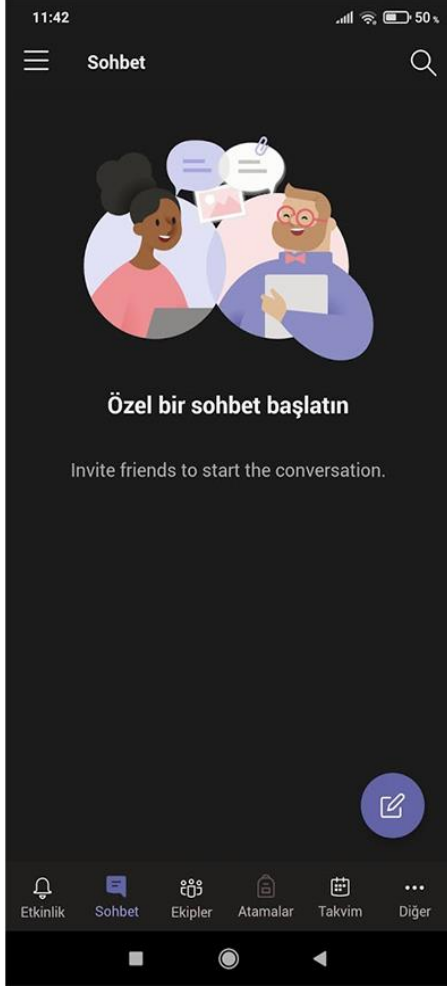 11:42
50
Sohbet
Özel bir sohbet başlatın
Invite friends to start the conversation.
Etkinlik
Sohbet
Ekipler
Atamalar
Takvim
Diğer